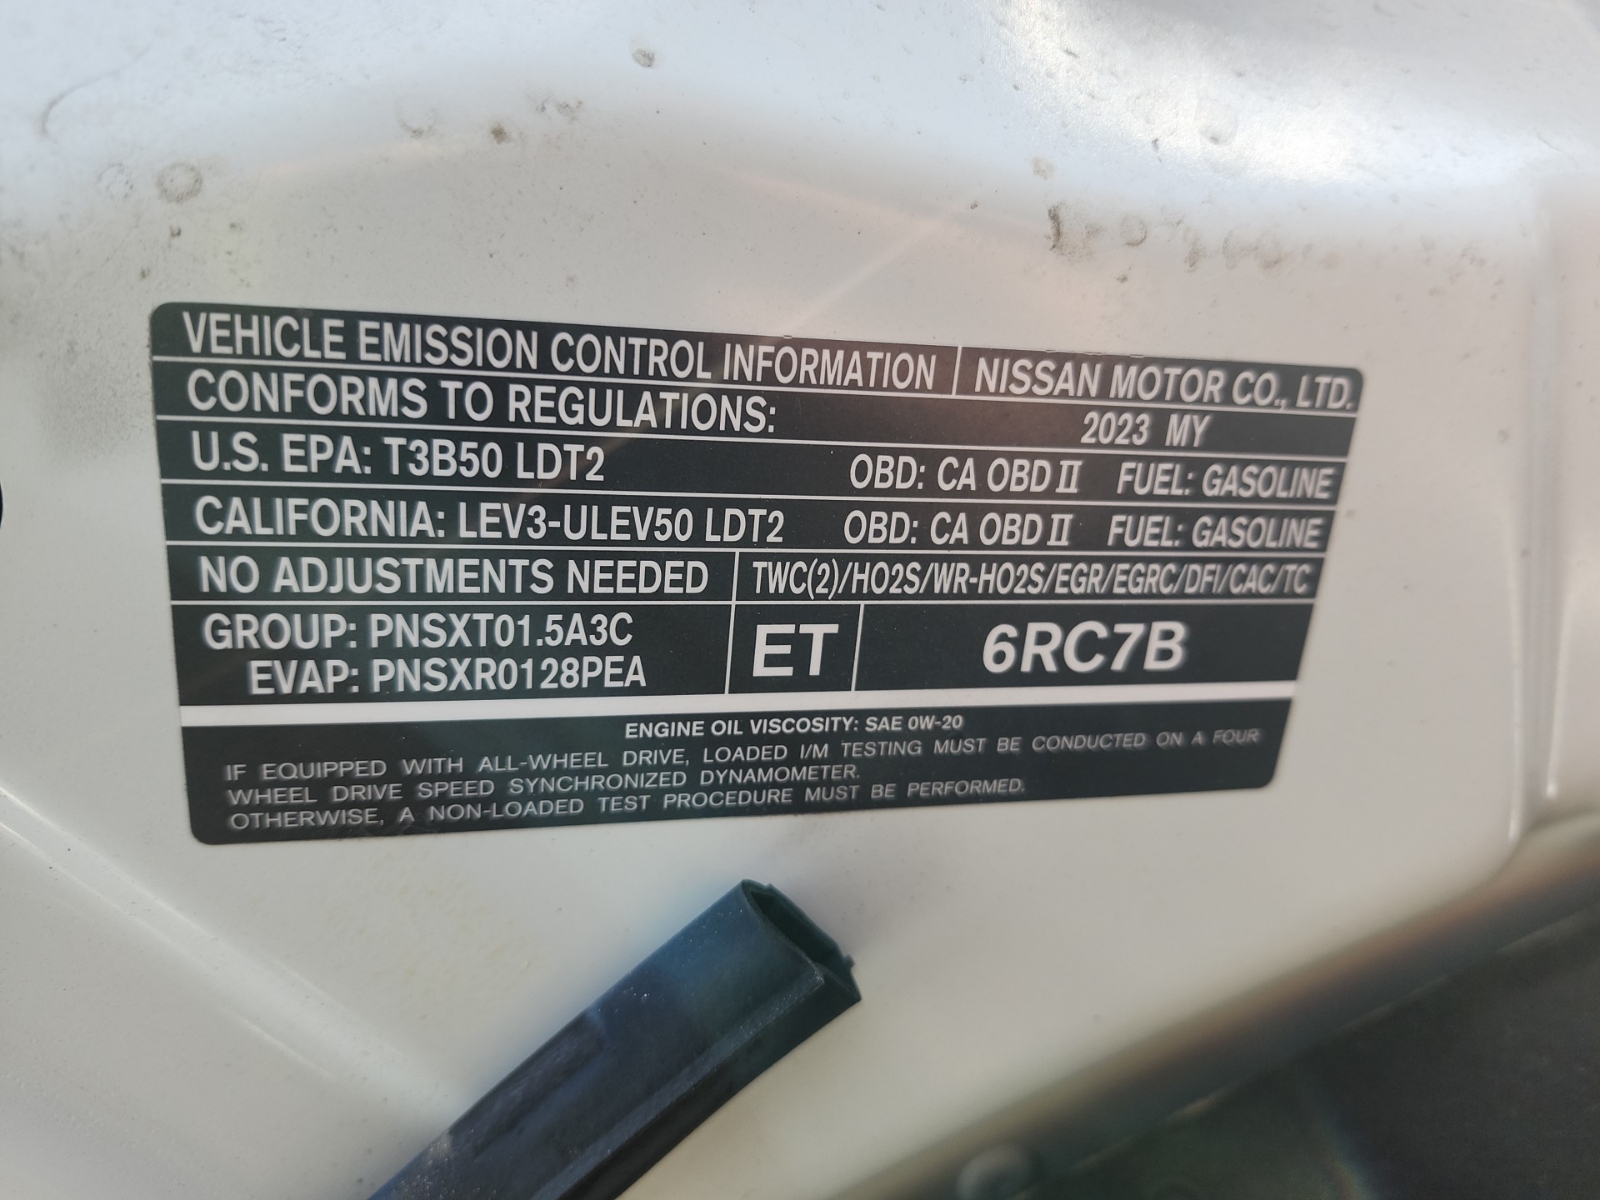 VEHICLE EMISSION CONTROL INFORMATION NISSAN MOTOR CO., LTD.
CONFORMS TO REGULATIONS: 2023 MY
U.S. EPA: T3B50 LDT2 OBD: CA OBD II FUEL: GASOLINE
CALIFORNIA: LEV3-ULEV50 LDT2 OBD: CA OBD II FUEL: GASOLINE
NO ADJUSTMENTS NEEDED TWC(2)/HO2S/WR-HO2S/EGR/EGRC/DFI/CAC/TC
GROUP: PNSXT01.5A3C
EVAP: PNSXR0128PEA
ET
6RC7B
ENGINE OIL VISCOSITY: SAE 0W-20
IF EQUIPPED WITH ALL-WHEEL DRIVE, LOADED I/M TESTING MUST BE CONDUCTED ON A FOUR
WHEEL DRIVE SPEED SYNCHRONIZED DYNAMOMETER.
OTHERWISE, A NON-LOADED TEST PROCEDURE MUST BE PERFORMED.